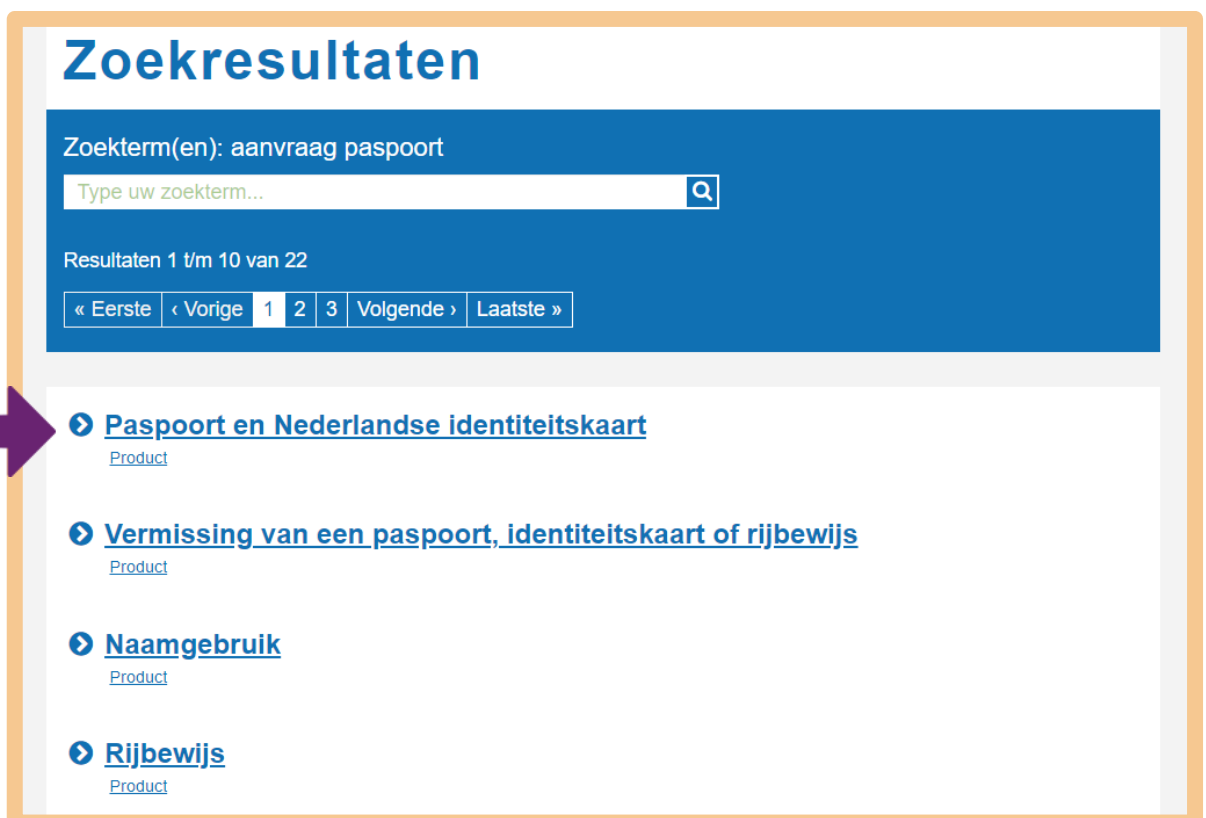 Zoekresultaten
Zoekterm(en): aanvraag paspoort
Type uw zoekterm...
Resultaten 1 t/m 10 van 22
« Eerste ‹ Vorige 1 2 3 Volgende › Laatste »
Paspoort en Nederlandse identiteitskaart
Product
Vermissing van een paspoort, identiteitskaart of rijbewijs
Product
Naamgebruik
Product
Rijbewijs
Product